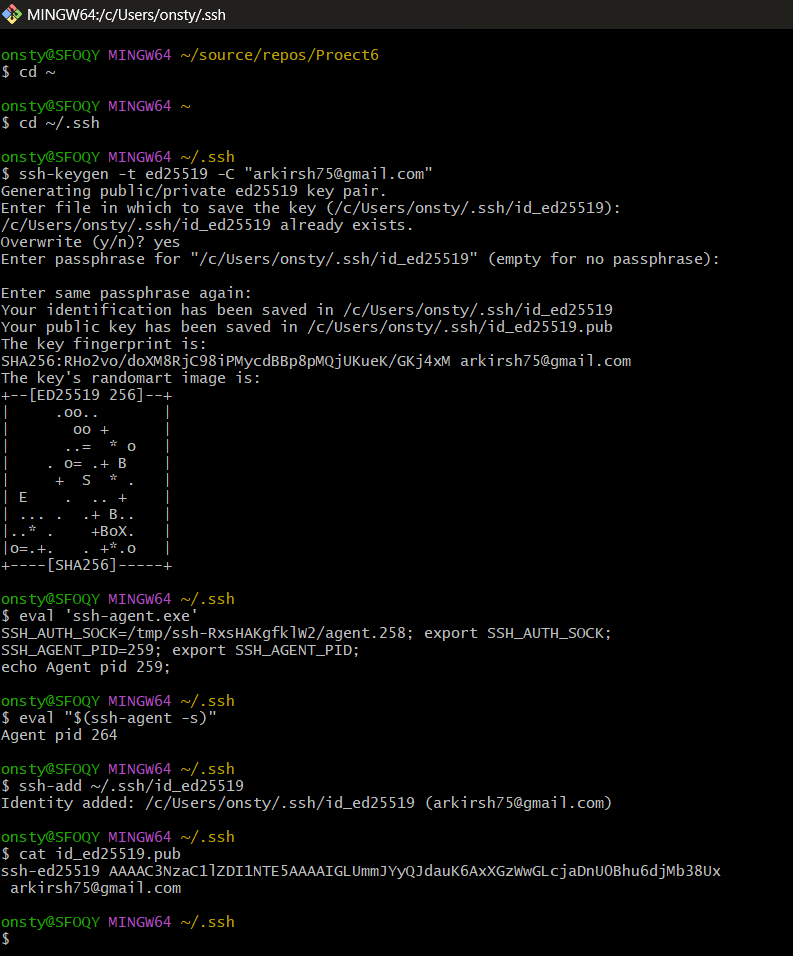 MINGW64:/c/Users/onsty/.ssh
onsty@SFOQY MINGW64 ~/source/repos/Proect6
$ cd ~
onsty@SFOQY MINGW64 ~
$ cd ~/.ssh
onsty@SFOQY MINGW64 ~/.ssh
$ ssh-keygen -t ed25519 -C "arkirsh75@gmail.com"
Generating public/private ed25519 key pair.
Enter file in which to save the key (/c/Users/onsty/.ssh/id_ed25519):
/c/Users/onsty/.ssh/id_ed25519 already exists.
Overwrite (y/n)? yes
Enter passphrase for "/c/Users/onsty/.ssh/id_ed25519" (empty for no passphrase):
Enter same passphrase again:
Your identification has been saved in /c/Users/onsty/.ssh/id_ed25519
Your public key has been saved in /c/Users/onsty/.ssh/id_ed25519.pub
The key fingerprint is:
SHA256:RHo2vo/doXM8RjC98iPMycdBBp8pMQjUKueK/GKj4xM arkirsh75@gmail.com
The key's randomart image is:
+--[ED25519 256]--+
|     .oo..       |
|       oo +      |
|      ..=  * o   |
|    . o= .+ B    |
|     +  S  * .   |
| E    .  .. +    |
| ... .  .+ B..   |
|..* .    +BoX.   |
|o=.+.   . +*.o   |
+----[SHA256]-----+
onsty@SFOQY MINGW64 ~/.ssh
$ eval 'ssh-agent.exe'
SSH_AUTH_SOCK=/tmp/ssh-RxsHAKgfklW2/agent.258; export SSH_AUTH_SOCK;
SSH_AGENT_PID=259; export SSH_AGENT_PID;
echo Agent pid 259;
onsty@SFOQY MINGW64 ~/.ssh
$ eval "$(ssh-agent -s)"
Agent pid 264
onsty@SFOQY MINGW64 ~/.ssh
$ ssh-add ~/.ssh/id_ed25519
Identity added: /c/Users/onsty/.ssh/id_ed25519 (arkirsh75@gmail.com)
onsty@SFOQY MINGW64 ~/.ssh
$ cat id_ed25519.pub
ssh-ed25519 AAAAC3NzaC1lZDI1NTE5AAAAIGLUmmJYyQJdauK6AxXGzWwGLcjaDnU0Bhu6djMb38Ux
arkirsh75@gmail.com
onsty@SFOQY MINGW64 ~/.ssh
$